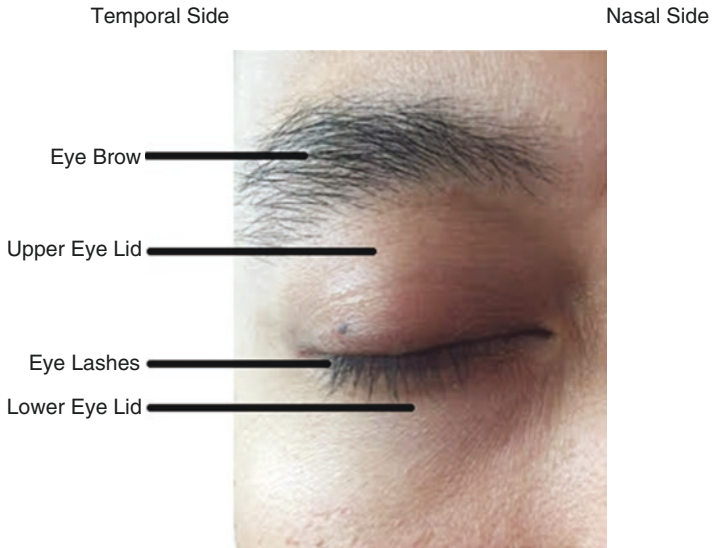 Temporal Side
Nasal Side
Eye Brow
Upper Eye Lid
Eye Lashes
Lower Eye Lid